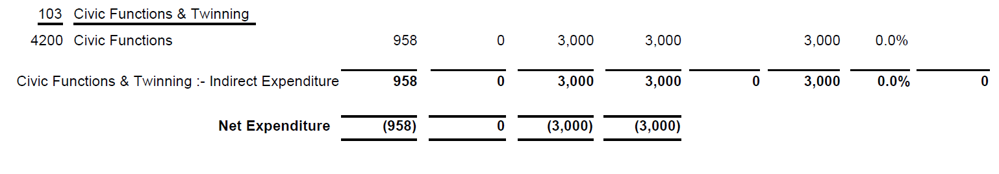 103 Civic Functions & Twinning
4200 Civic Functions 958 0 3,000 3,000 3,000 0.0%
Civic Functions & Twinning :- Indirect Expenditure 958 0 3,000 3,000 0 3,000 0.0% 0
Net Expenditure (958) 0 (3,000) (3,000)